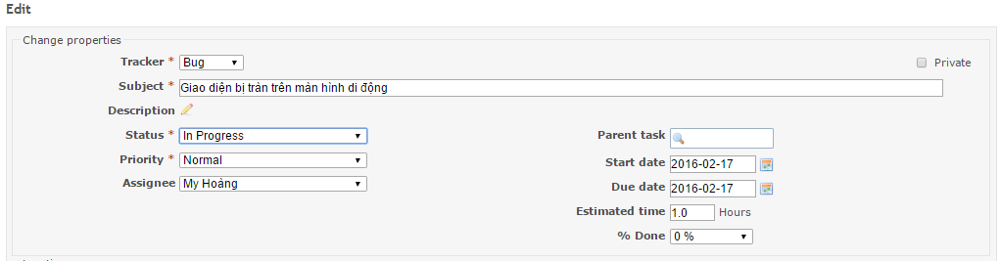 Edit
Change properties
Tracker * Bug Private
Subject * Giao diện bị tràn trên màn hình di động
Description
Status * In Progress Parent task
Priority * Normal Start date 2016-02-17
Assignee My Hoàng Due date 2016-02-17
Estimated time 1.0 Hours
% Done 0 %